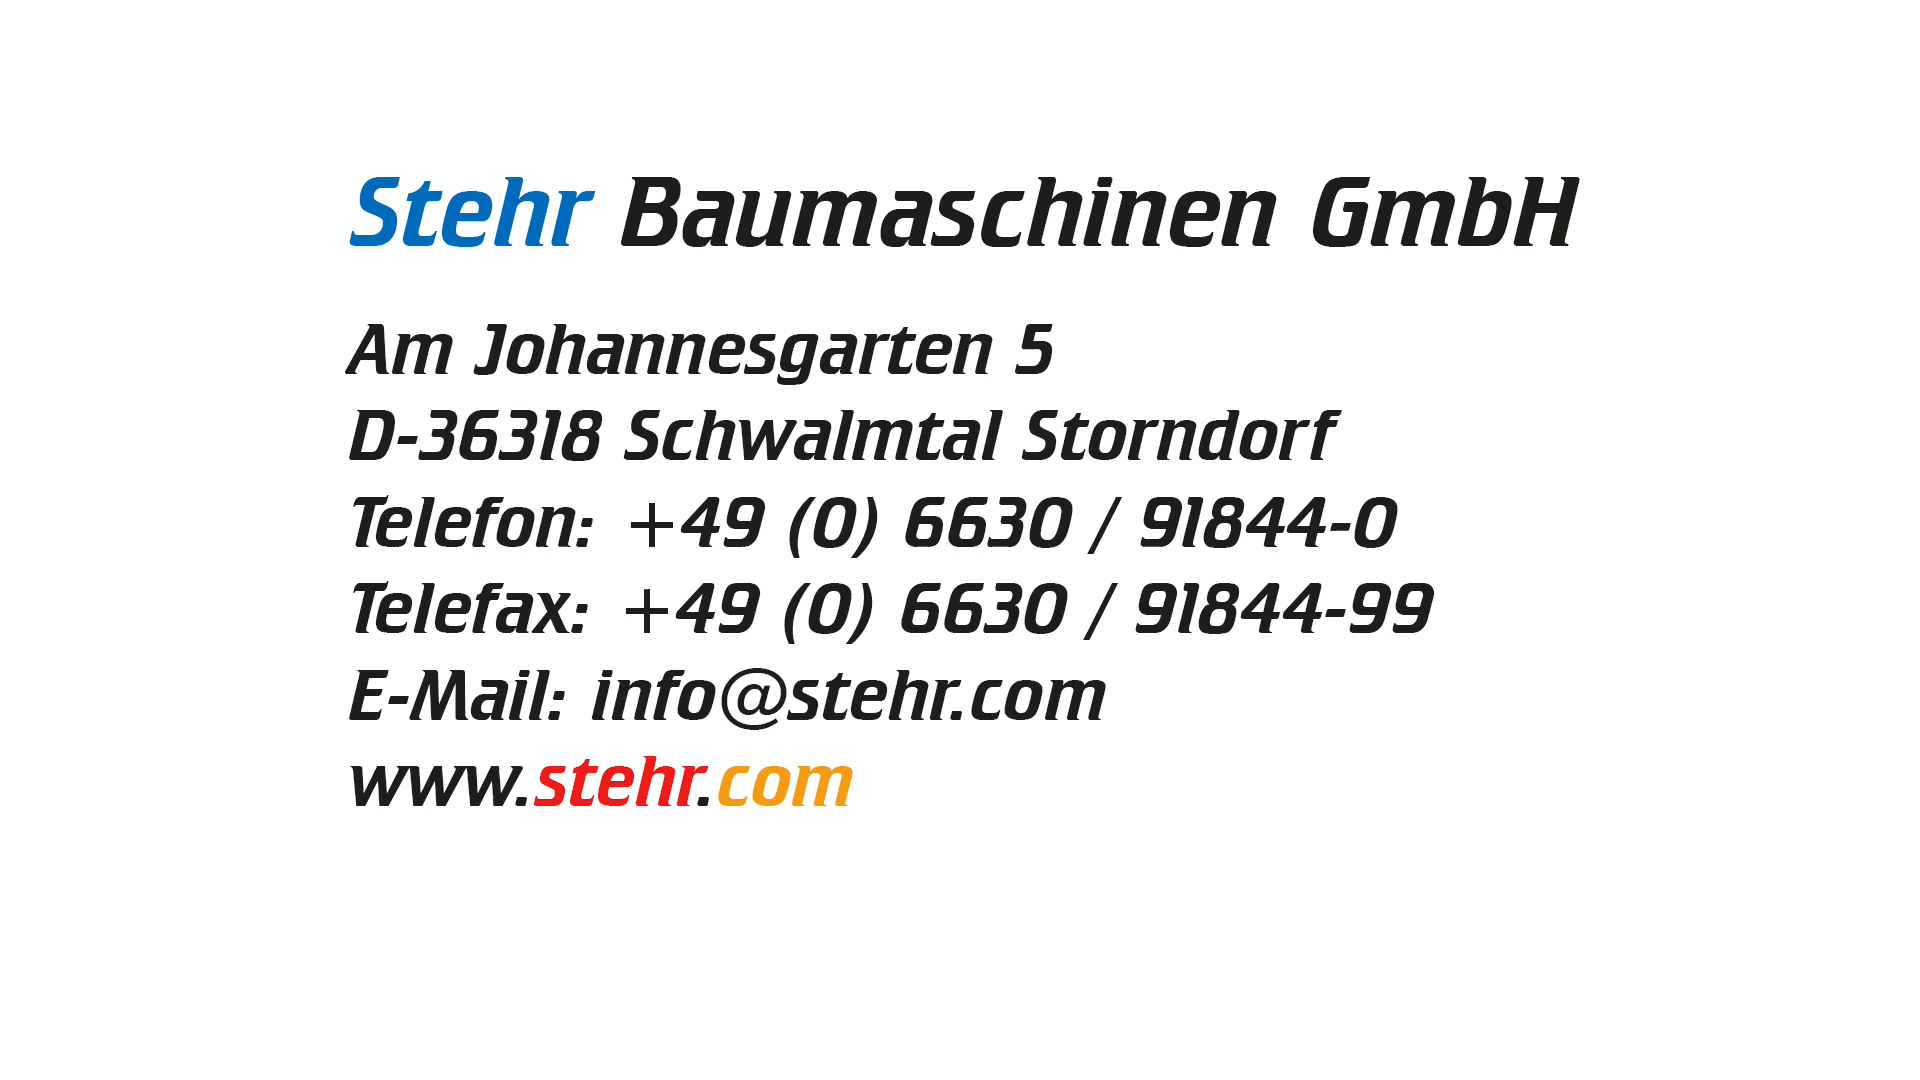 Stehr Baumaschinen GmbH
Am Johannesgarten 5
D-36318 Schwalmtal Storndorf
Telefon: +49 (0) 6630 / 91844-0
Telefax: +49 (0) 6630 / 91844-99
E-Mail: info@stehr.com
www.stehr.com